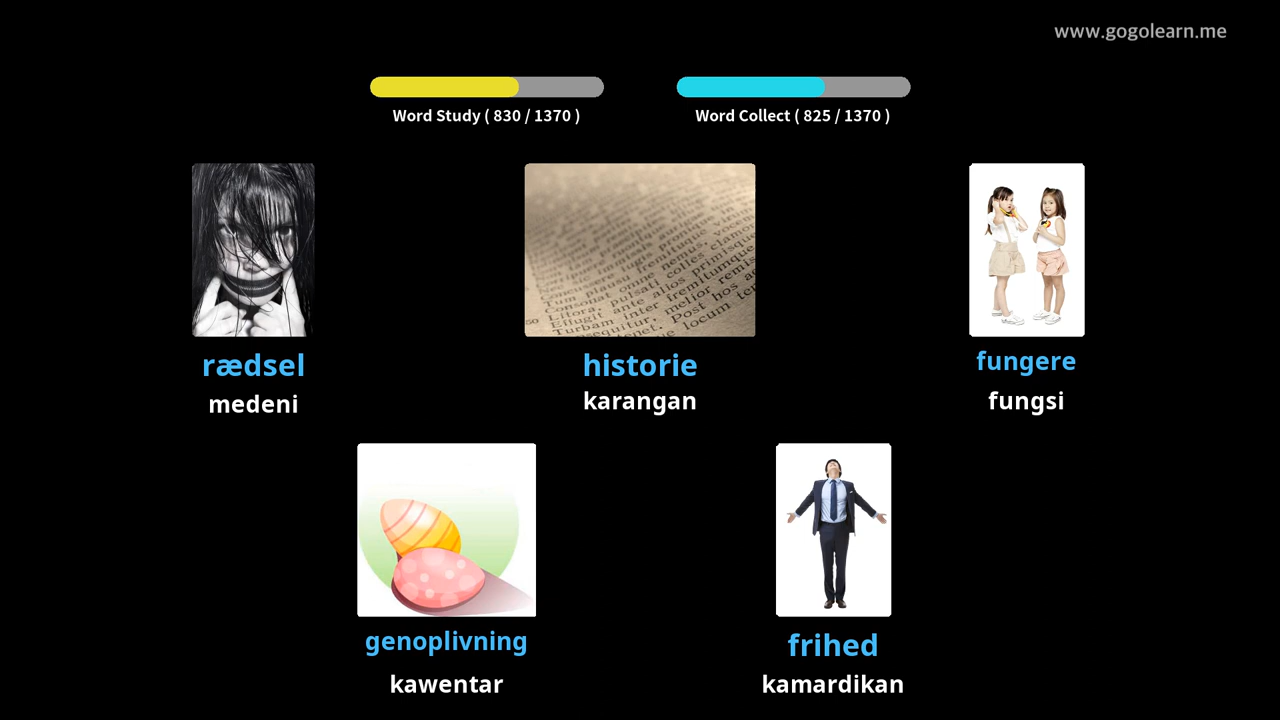 www.gogolearn.me
Word Study ( 830 / 1370 )
Word Collect ( 825 / 1370 )
rædsel
medeni
historie
karangan
fungere
fungsi
genoplivning
kawentar
frihed
kamardikan